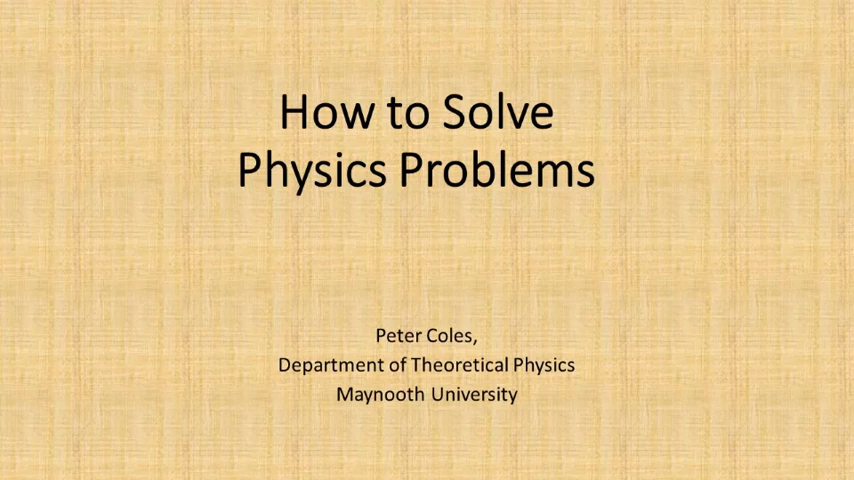 How to Solve
Physics Problems
Peter Coles,
Department of Theoretical Physics
Maynooth University